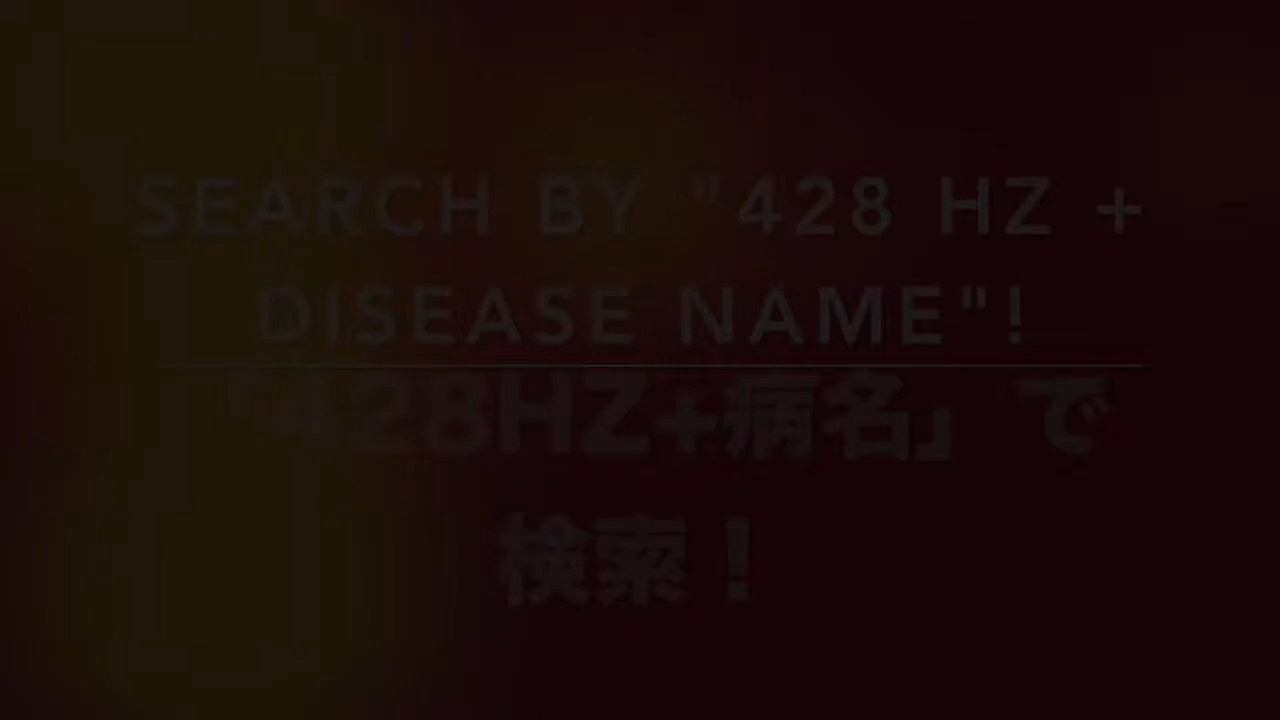 SEARCH BY "428 HZ +
DISEASE NAME"!
「428HZ+病名」で
検索！